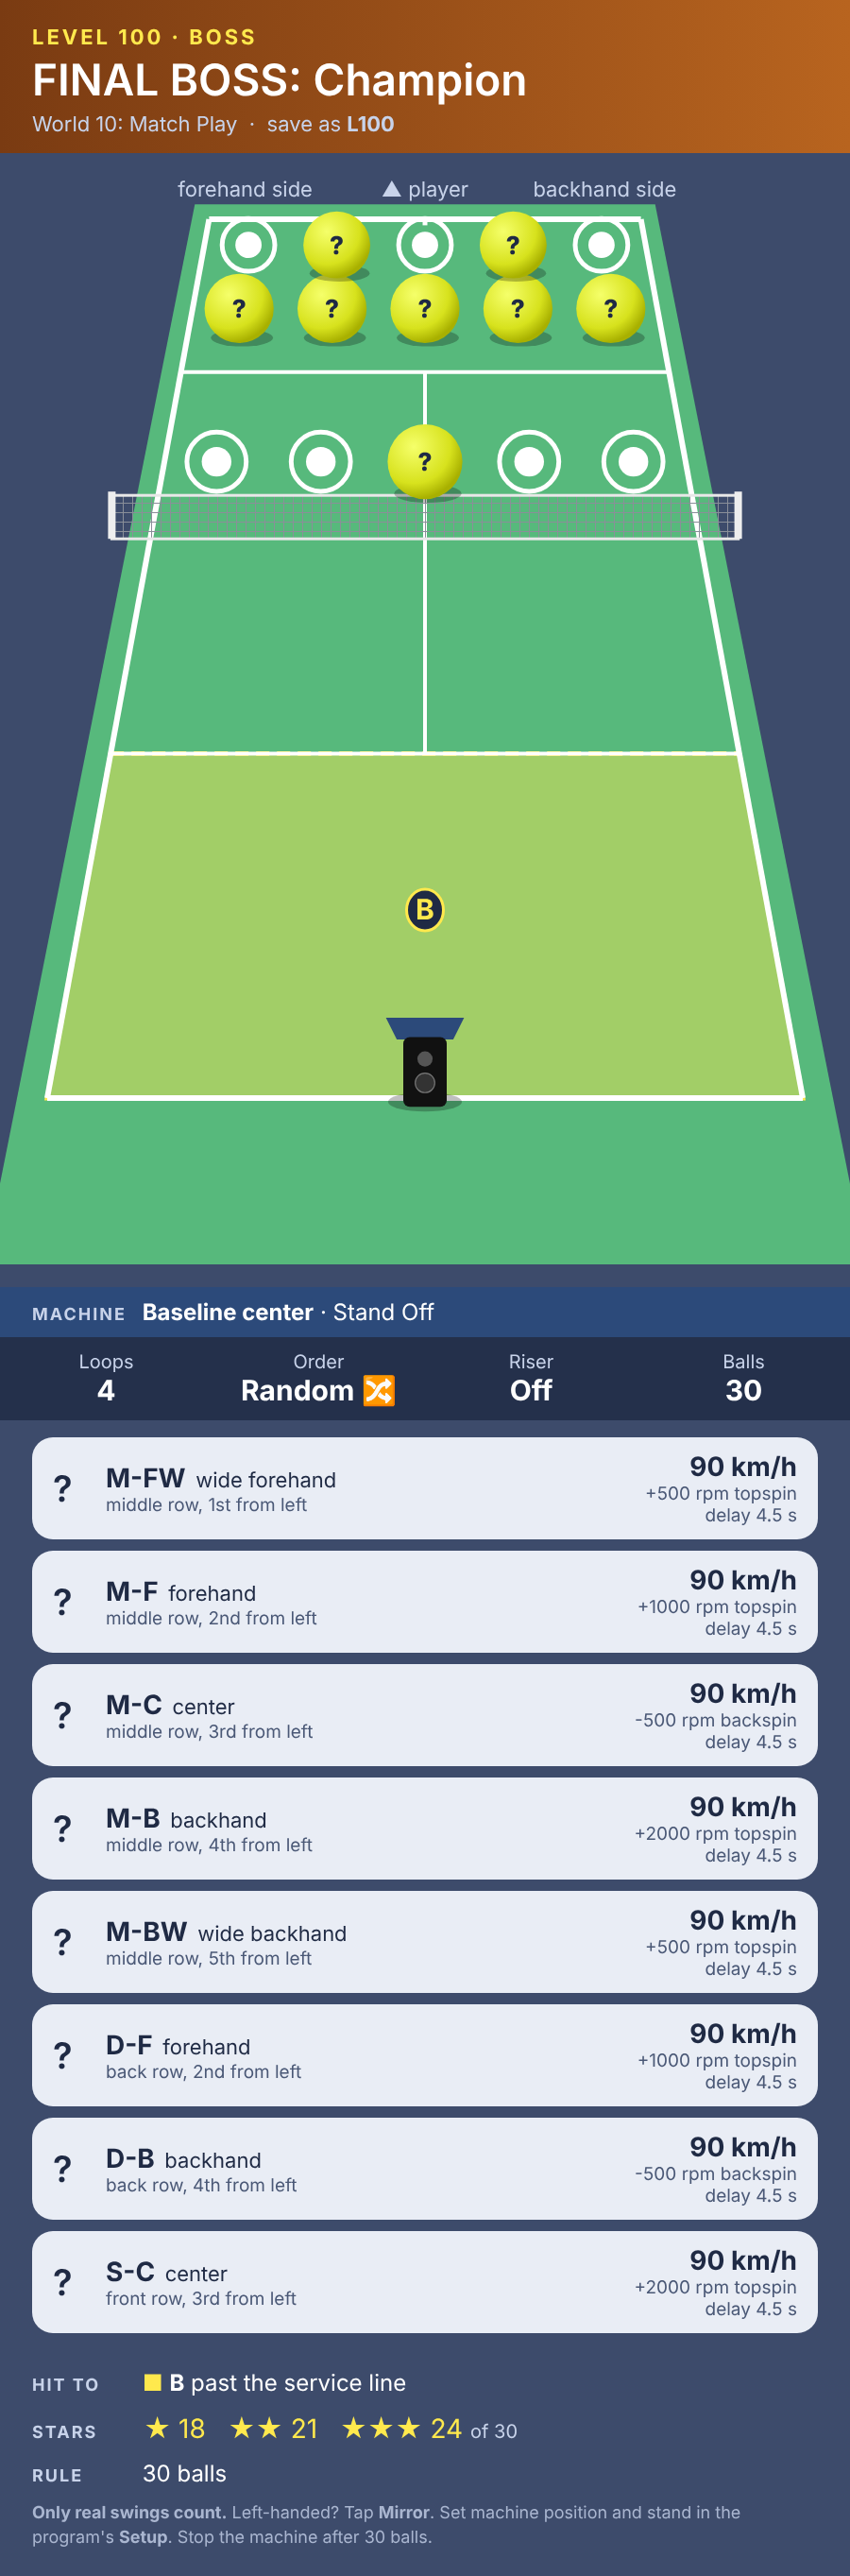 LEVEL 100 · BOSS
FINAL BOSS: Champion
World 10: Match Play · save as L100
forehand side ▲ player backhand side
? ?
? ? ? ? ?
?
B
MACHINE Baseline center · Stand Off
Loops Order Riser Balls
4 Random 🔀 Off 30
? M-FW wide forehand 90 km/h
middle row, 1st from left +500 rpm topspin
delay 4.5 s
? M-F forehand 90 km/h
middle row, 2nd from left +1000 rpm topspin
delay 4.5 s
? M-C center 90 km/h
middle row, 3rd from left -500 rpm backspin
delay 4.5 s
? M-B backhand 90 km/h
middle row, 4th from left +2000 rpm topspin
delay 4.5 s
? M-BW wide backhand 90 km/h
middle row, 5th from left +500 rpm topspin
delay 4.5 s
? D-F forehand 90 km/h
back row, 2nd from left +1000 rpm topspin
delay 4.5 s
? D-B backhand 90 km/h
back row, 4th from left -500 rpm backspin
delay 4.5 s
? S-C center 90 km/h
front row, 3rd from left +2000 rpm topspin
delay 4.5 s
HIT TO B past the service line
STARS ★ 18 ★★ 21 ★★★ 24 of 30
RULE 30 balls
Only real swings count. Left-handed? Tap Mirror. Set machine position and stand in the
program's Setup. Stop the machine after 30 balls.